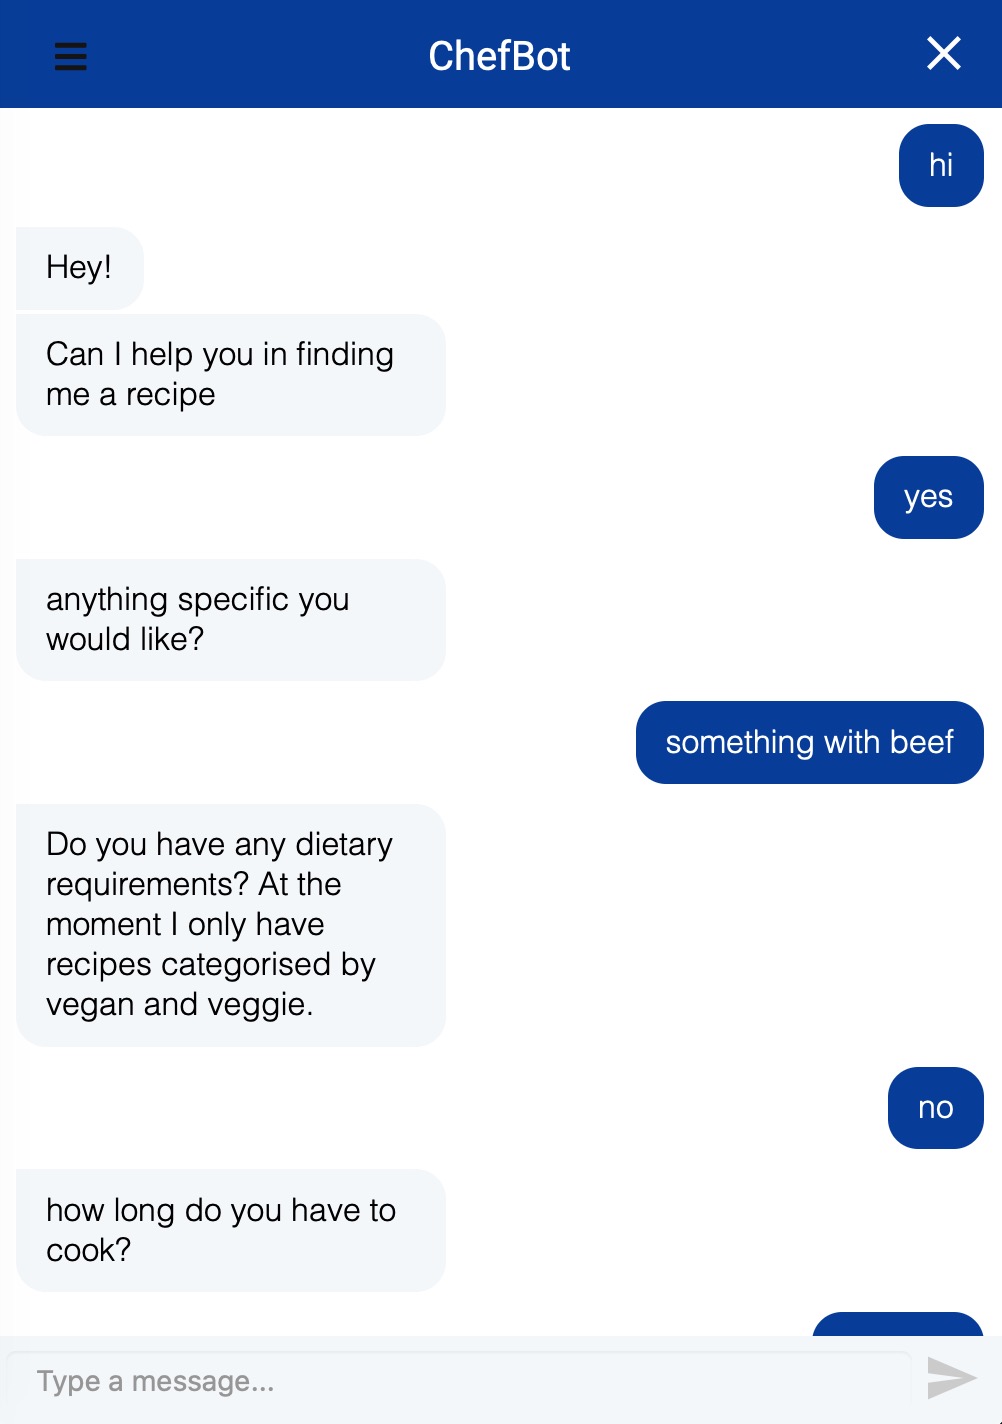 ChefBot
hi
Hey!
Can I help you in finding
me a recipe
yes
anything specific you
would like?
something with beef
Do you have any dietary
requirements? At the
moment I only have
recipes categorised by
vegan and veggie.
no
how long do you have to
cook?
Type a message...